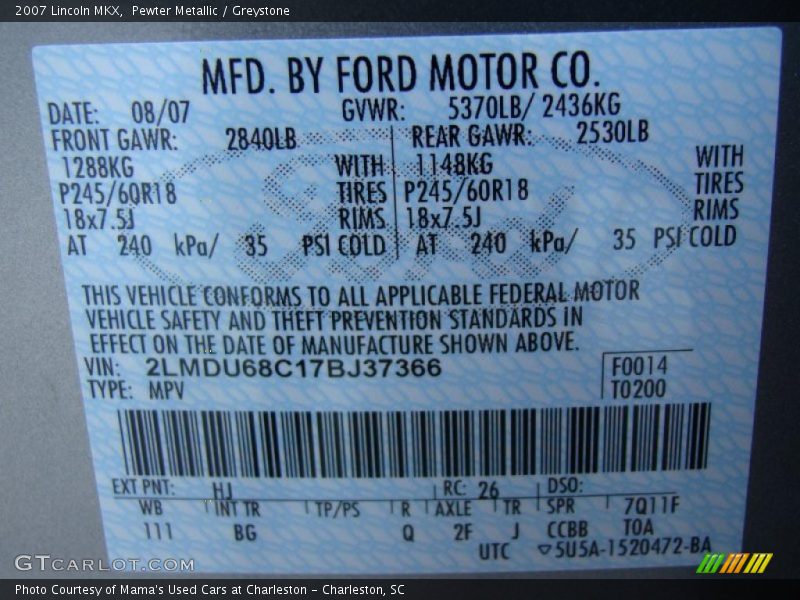 2007 Lincoln MKX, Pewter Metallic / Greystone
MFD. BY FORD MOTOR CO.
DATE: 08/07 GVWR: 5370LB/ 2436KG
FRONT GAWR: 2840LB REAR GAWR: 2530LB
1288KG WITH 1148KG WITH
P245/60R18 TIRES P245/60R18 TIRES
18x7.5J RIMS 18x7.5J RIMS
AT 240 kPa/ 35 PSI COLD AT 240 kPa/ 35 PSI COLD
THIS VEHICLE CONFORMS TO ALL APPLICABLE FEDERAL MOTOR
VEHICLE SAFETY AND THEFT PREVENTION STANDARDS IN
EFFECT ON THE DATE OF MANUFACTURE SHOWN ABOVE.
VIN: 2LMDU68C17BJ37366 F0014
TYPE: MPV T0200
EXT PNT: HJ RC: 26 DSO:
WB INT TR TP/PS R AXLE TR SPR 7Q11F
111 BG Q 2F J CCBB TOA
UTC ▽5U5A-1520472-BA
GTCARLOT.COM
Photo Courtesy of Mama's Used Cars at Charleston - Charleston, SC